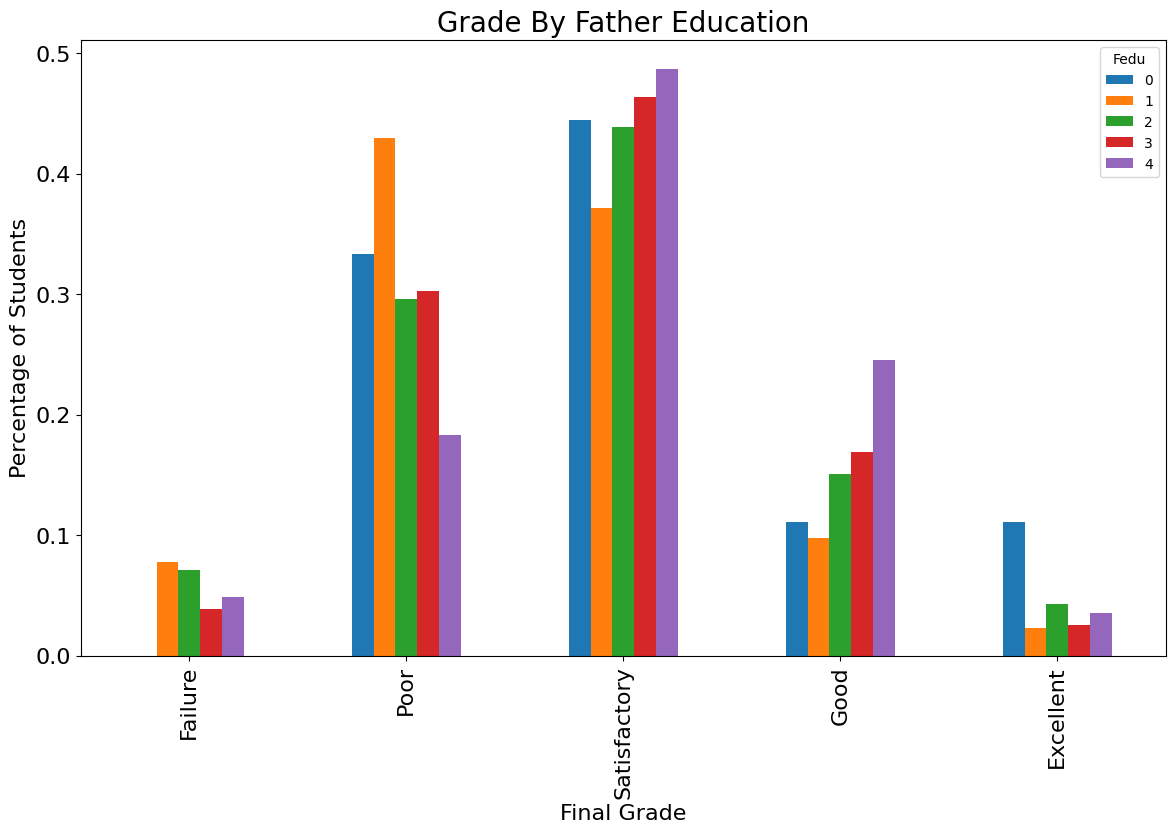 Grade By Father Education
Fedu
0
1
2
3
4
Percentage of Students
0.5
0.4
0.3
0.2
0.1
0.0
Failure
Poor
Satisfactory
Good
Excellent
Final Grade